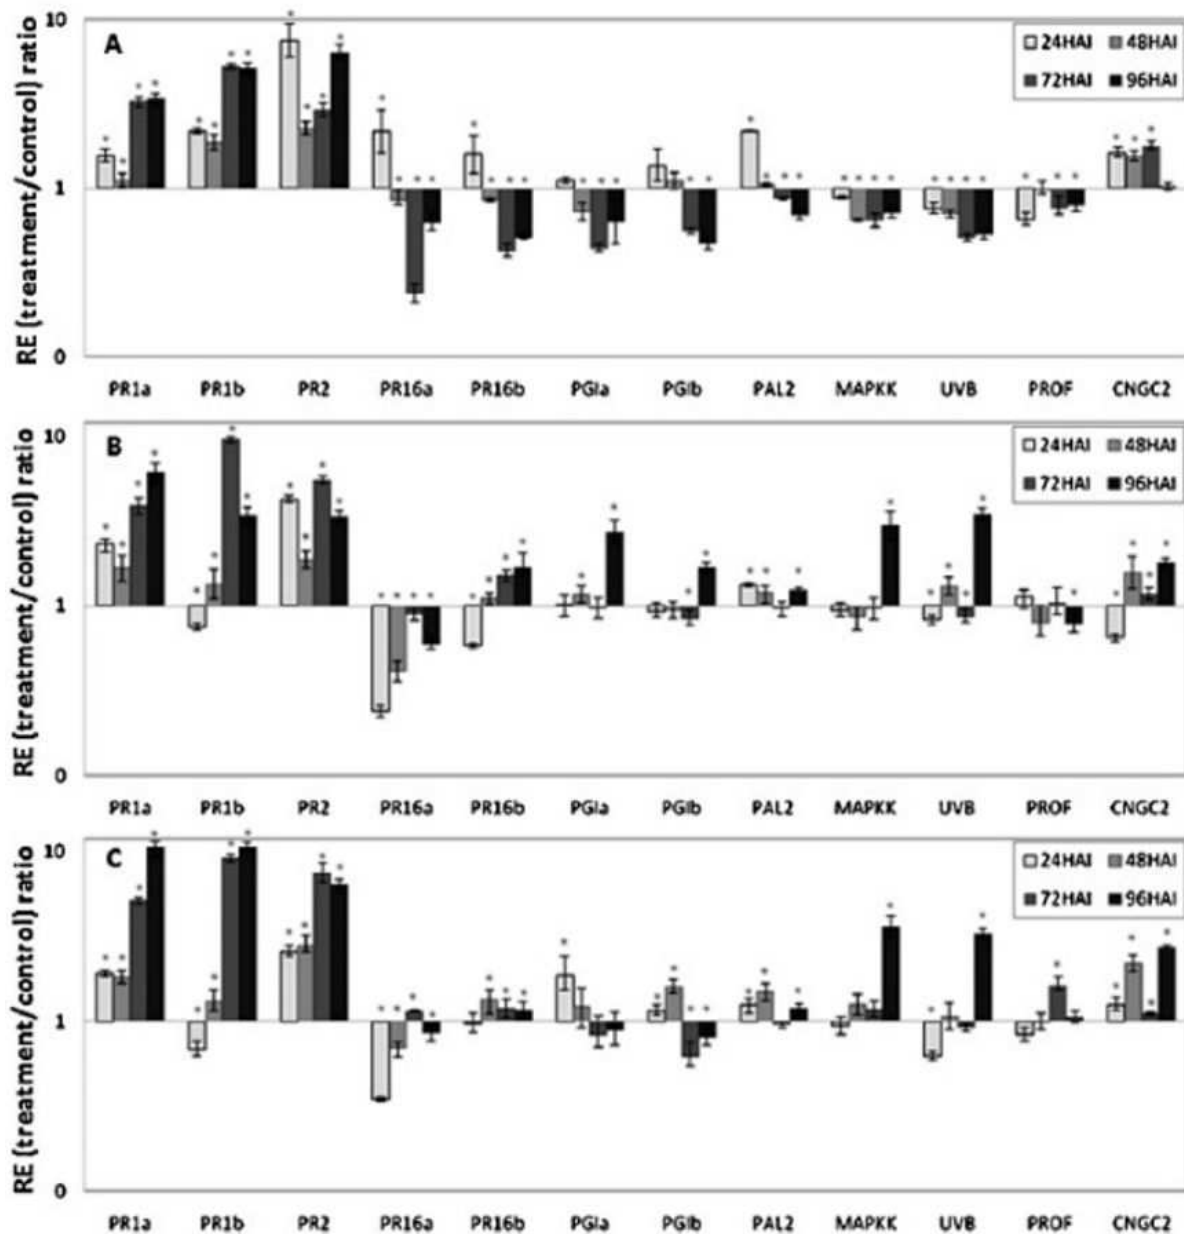 RE (treatment/control) ratio
10
1
0
A
24HAI 48HAI
72HAI 96HAI
* * * * * * * * * * * * * * * * * * * * * * * * * * * * * * * * * * * * * * * * *
PR1a PR1b PR2 PR16a PR16b PGIa PGIb PAL2 MAPKK UVB PROF CNGC2
RE (treatment/control) ratio
10
1
0
B
24HAI 48HAI
72HAI 96HAI
PR1a PR1b PR2 PR16a PR16b PGIa PGIb PAL2 MAPKK UVB PROF CNGC2
RE (treatment/control) ratio
10
1
0
C
24HAI 48HAI
72HAI 96HAI
PR1a PR1b PR2 PR16a PR16b PGIa PGIb PAL2 MAPKK UVB PROF CNGC2